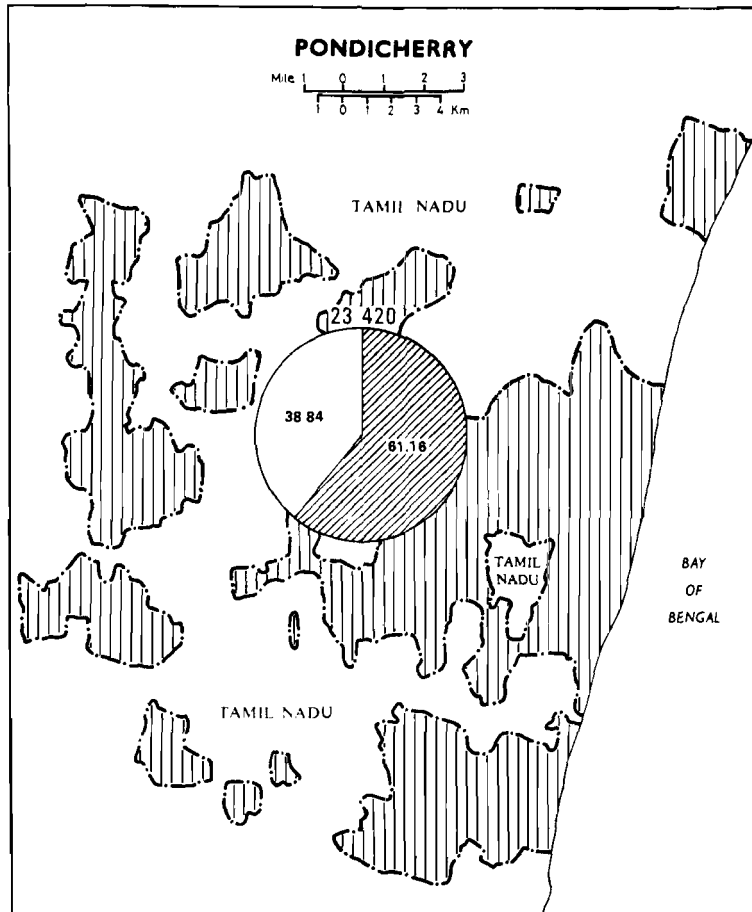 PONDICHERRY
Mile 1 0 1 2 3
1 0 1 2 3 4 Km
TAMIL NADU
23 420
38 84
61.16
TAMIL
NADU
BAY
OF
BENGAL
TAMIL NADU